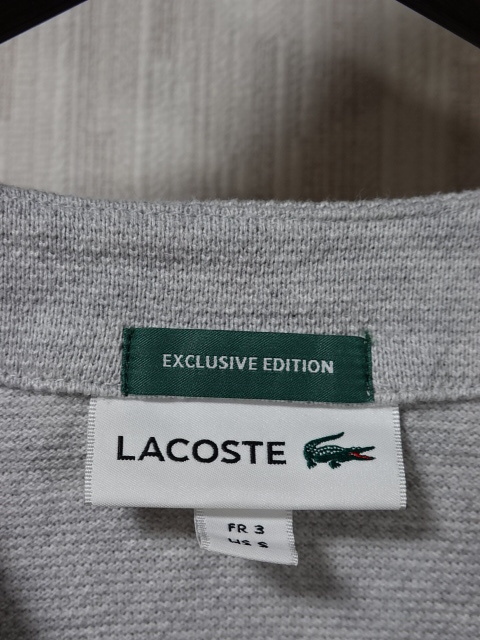 EXCLUSIVE EDITION
LACOSTE
FR 3
US S